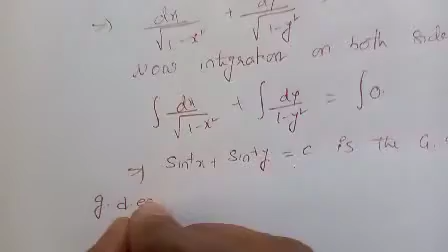 ⇒ dx/√1-x² + dy/√1-y² =
Now integration on both side
∫ dx/√1-x² + ∫ dy/1-y² = ∫0.
⇒ Sin⁻¹x + Sin⁻¹y = c is the G.
g. d. eq